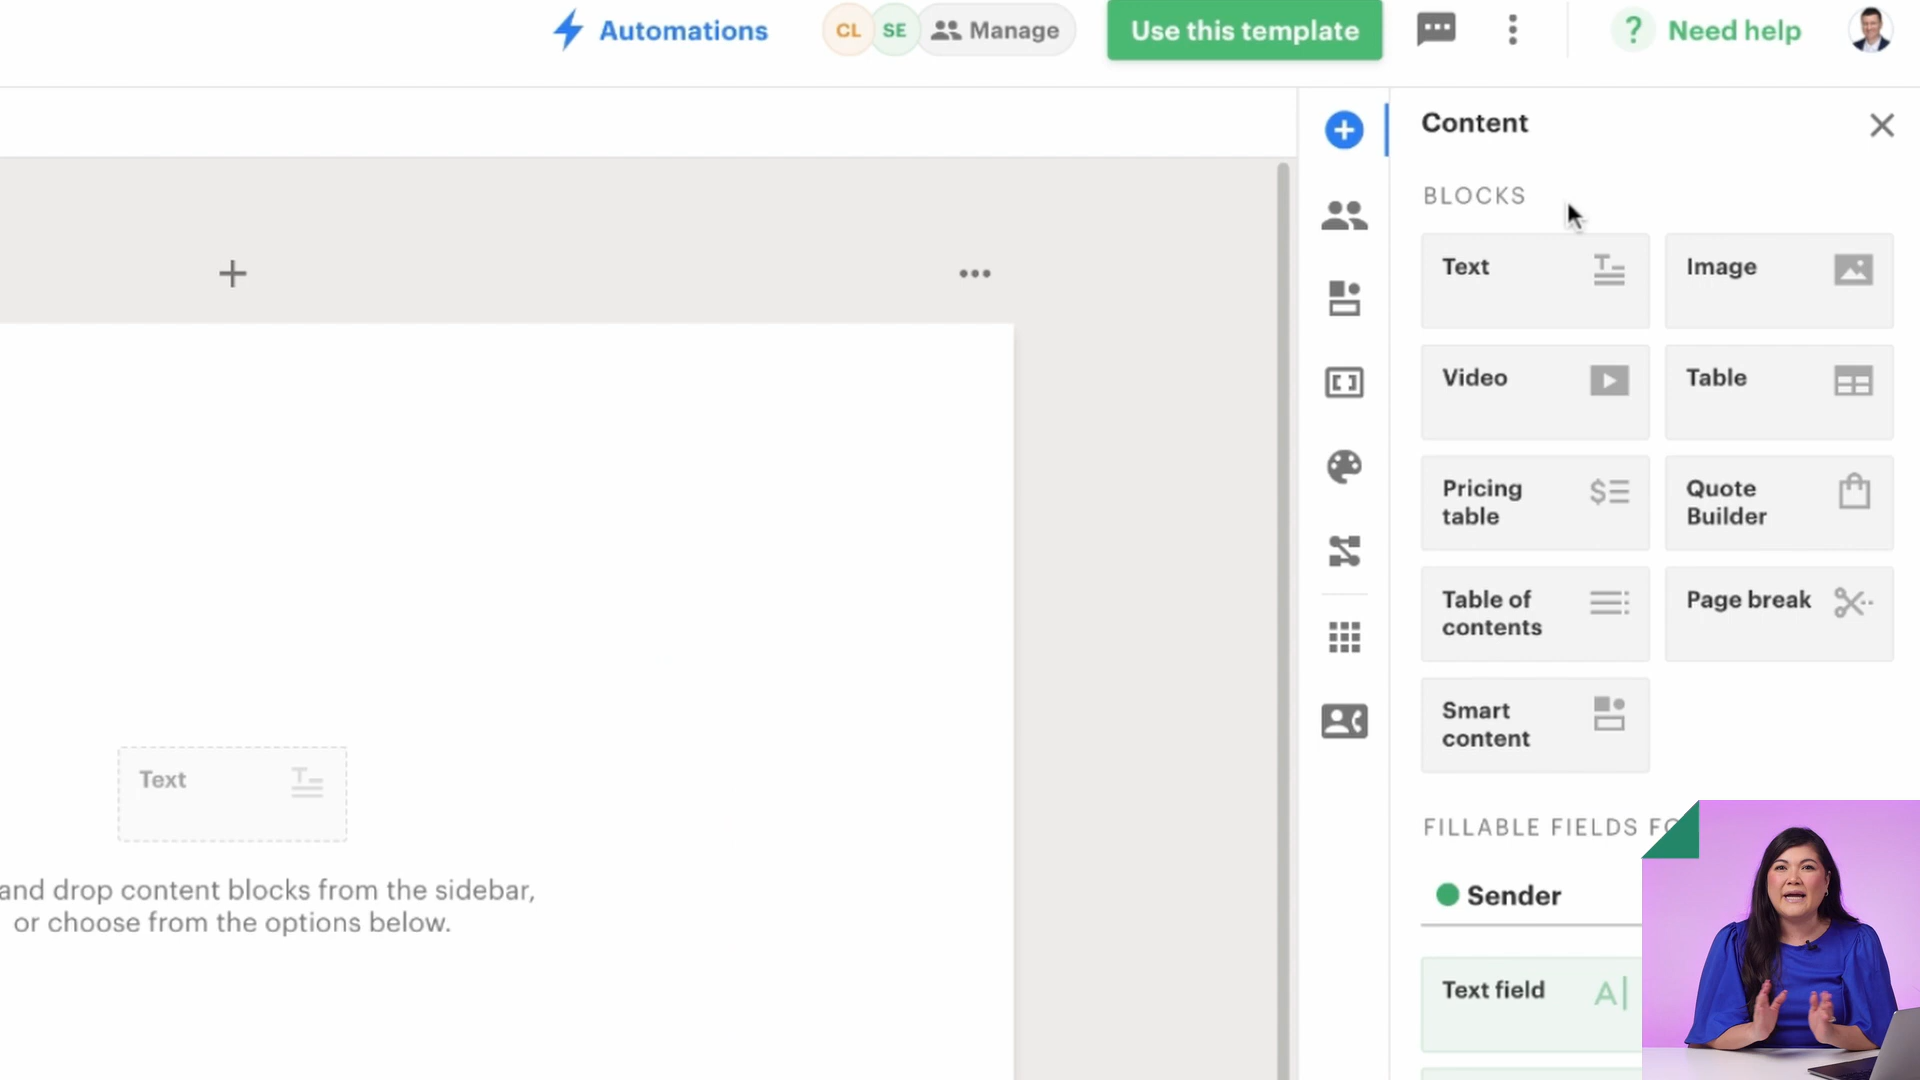 Automations
CL
SE
Manage
Use this template
? Need help
Content
BLOCKS
Text
Image
Video
Table
Pricing
table
Quote
Builder
Table of
contents
Page break
Smart
content
Text
and drop content blocks from the sidebar,
or choose from the options below.
FILLABLE FIELDS
Sender
Text field